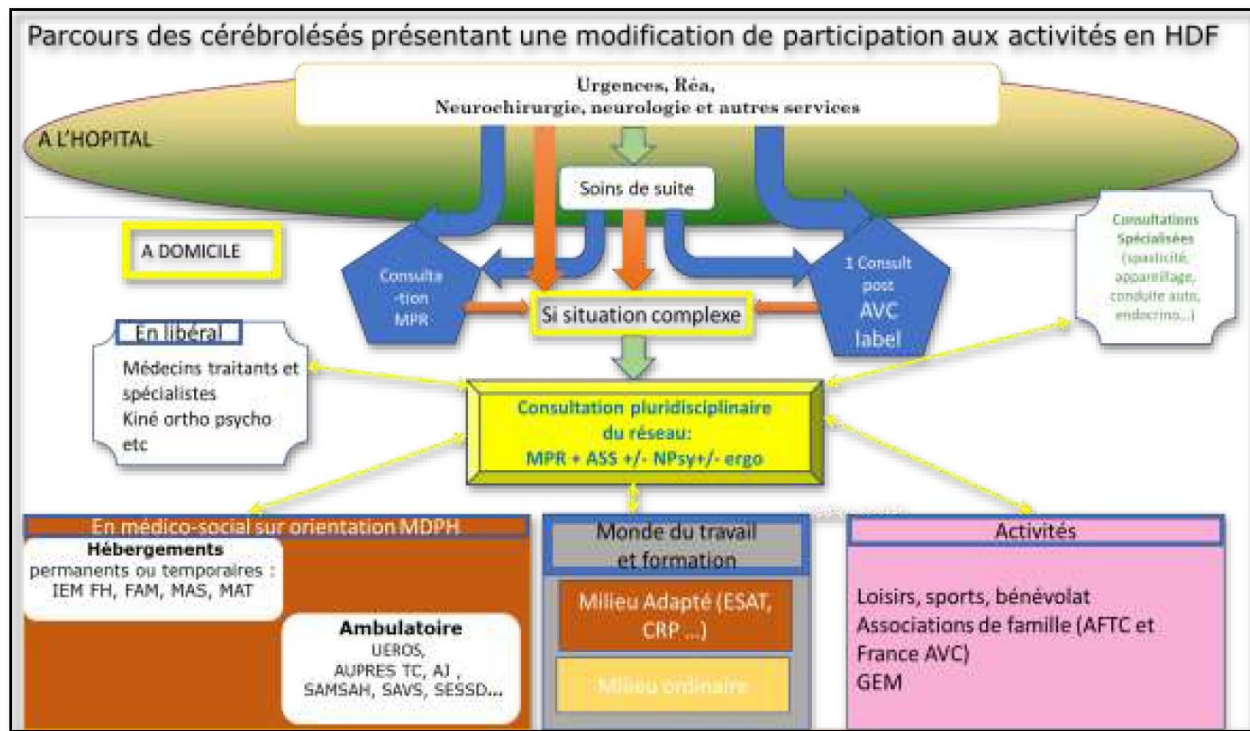 Parcours des cérébrolésés présentant une modification de participation aux activités en HDF
Urgences, Réa,
Neurochirurgie, neurologie et autres services
A L'HOPITAL
Soins de suite
A DOMICILE
Consulta
-tion
MPR
1 Consult
post
AVC
label
Consultations
Spécialisées
(spasticité,
appareillage,
conduite auto,
endocrino...)
Si situation complexe
En libéral
Médecins traitants et
spécialistes
Kiné ortho psycho
etc
Consultation pluridisciplinaire
du réseau:
MPR + ASS +/- NPsy+/- ergo
En médico-social sur orientation MDPH
Hébergements
permanents ou temporaires :
IEM FH, FAM, MAS, MAT
Ambulatoire
UEROS,
AUPRES TC, AJ ,
SAMSAH, SAVS, SESSD...
Monde du travail
et formation
Milieu Adapté (ESAT,
CRP ...)
Milieu ordinaire
Activités
Loisirs, sports, bénévolat
Associations de famille (AFTC et
France AVC)
GEM